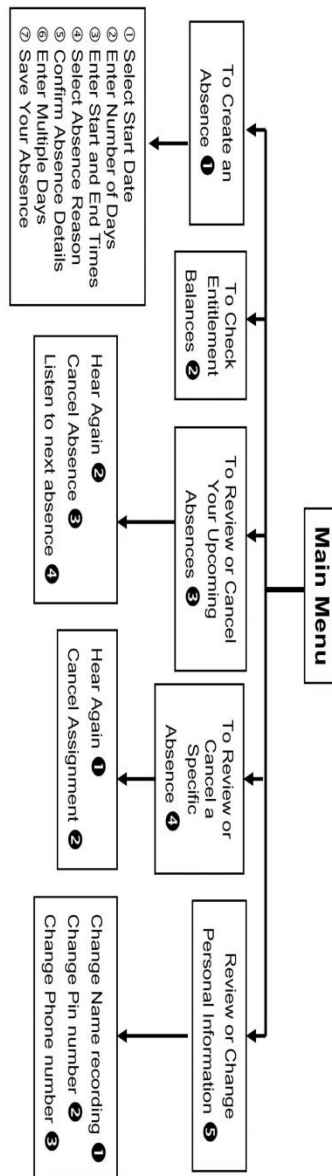 Main Menu
To Create an
Absence ❶
① Select Start Date
② Enter Number of Days
③ Enter Start and End Times
④ Select Absence Reason
⑤ Confirm Absence Details
⑥ Enter Multiple Days
⑦ Save Your Absence
To Check
Entitlement
Balances ❷
To Review or Cancel
Your Upcoming
Absences ❸
Hear Again ❷
Cancel Absence ❸
Listen to next absence ❹
To Review or
Cancel a
Specific
Absence ❹
Hear Again ❶
Cancel Assignment ❷
Review or Change
Personal Information ❺
Change Name recording ❶
Change Pin number ❷
Change Phone number ❸